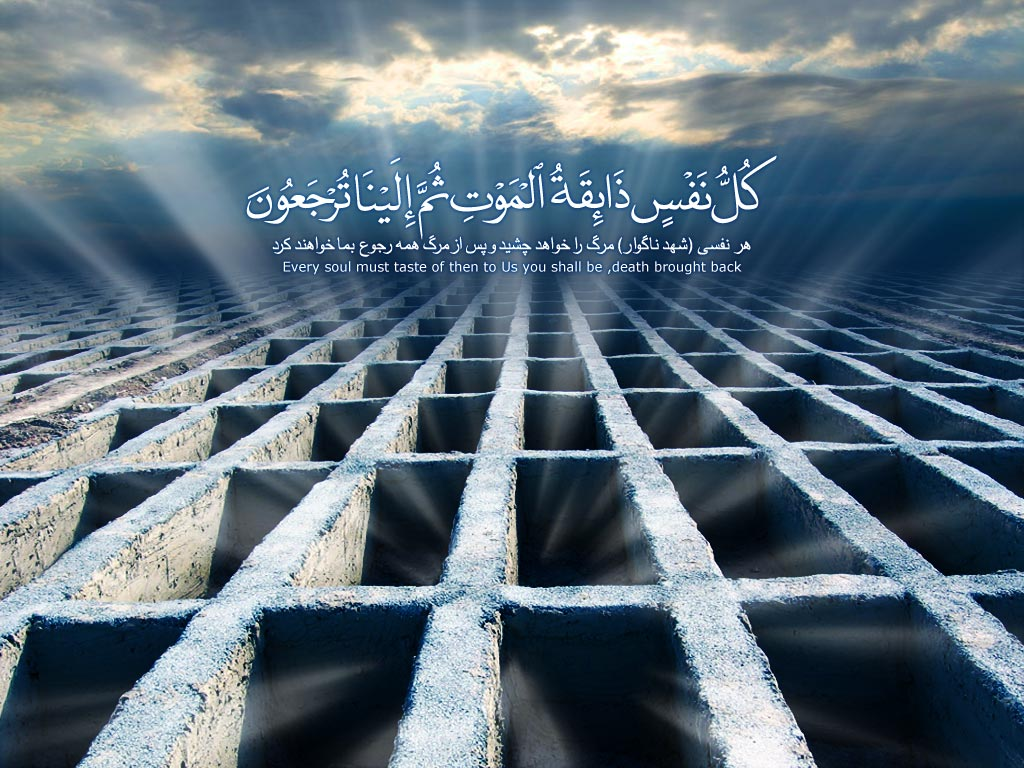 كُلُّ نَفْسٍ ذَائِقَةُ ٱلْمَوْتِ ثُمَّ إِلَيْنَا تُرْجَعُونَ
هر نفسی (شهد ناگوار) مرگ را خواهد چشید و پس از مرگ همه رجوع بما خواهند کرد
Every soul must taste of then to Us you shall be ,death brought back